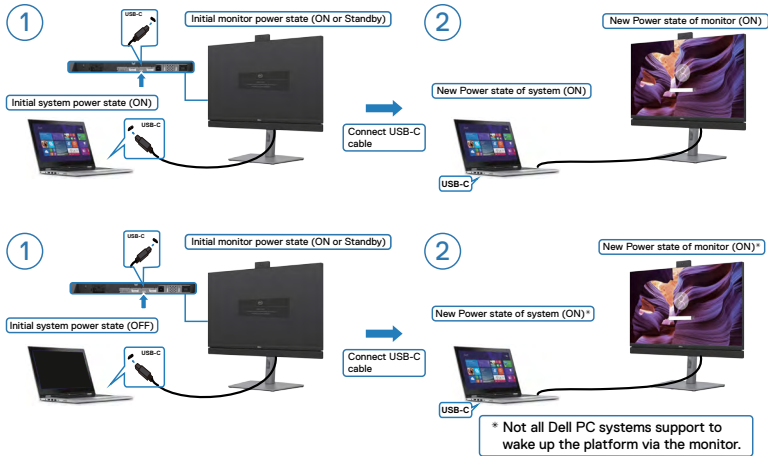 1
USB-C
Initial monitor power state (ON or Standby)
Initial system power state (ON)
USB-C
Connect USB-C
cable
2
New Power state of monitor (ON)
New Power state of system (ON)
USB-C
1
USB-C
Initial monitor power state (ON or Standby)
Initial system power state (OFF)
USB-C
Connect USB-C
cable
2
New Power state of monitor (ON)*
New Power state of system (ON)*
USB-C
* Not all Dell PC systems support to
wake up the platform via the monitor.